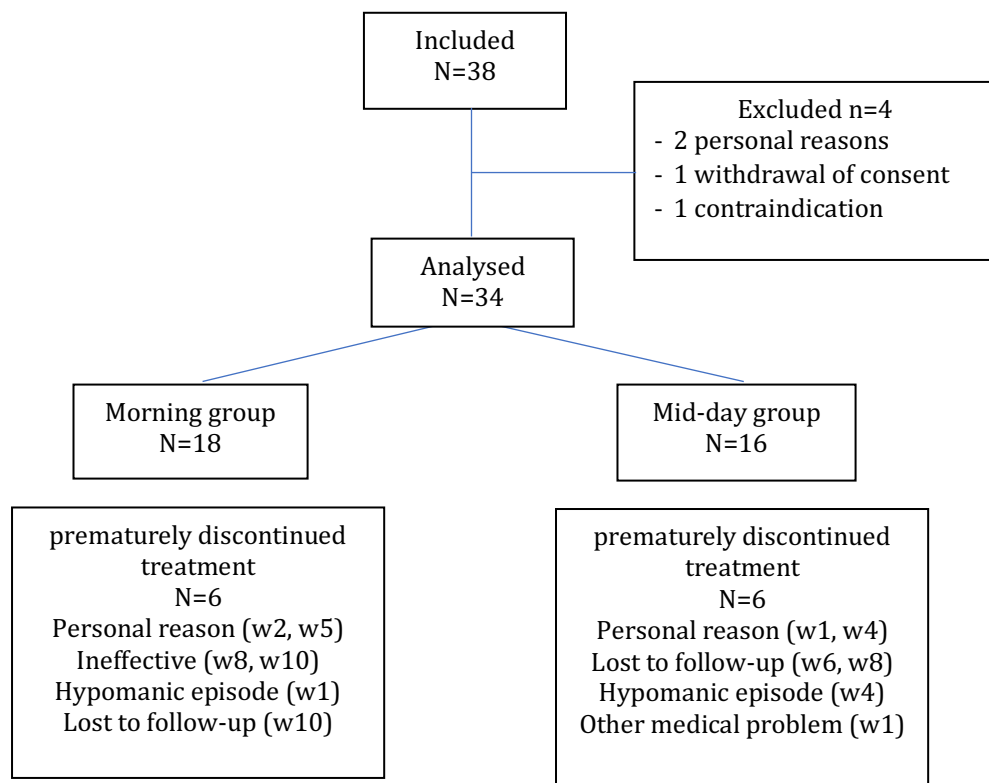 Included
N=38
Excluded n=4
- 2 personal reasons
- 1 withdrawal of consent
- 1 contraindication
Analysed
N=34
Morning group
N=18
Mid-day group
N=16
prematurely discontinued
treatment
N=6
Personal reason (w2, w5)
Ineffective (w8, w10)
Hypomanic episode (w1)
Lost to follow-up (w10)
prematurely discontinued
treatment
N=6
Personal reason (w1, w4)
Lost to follow-up (w6, w8)
Hypomanic episode (w4)
Other medical problem (w1)